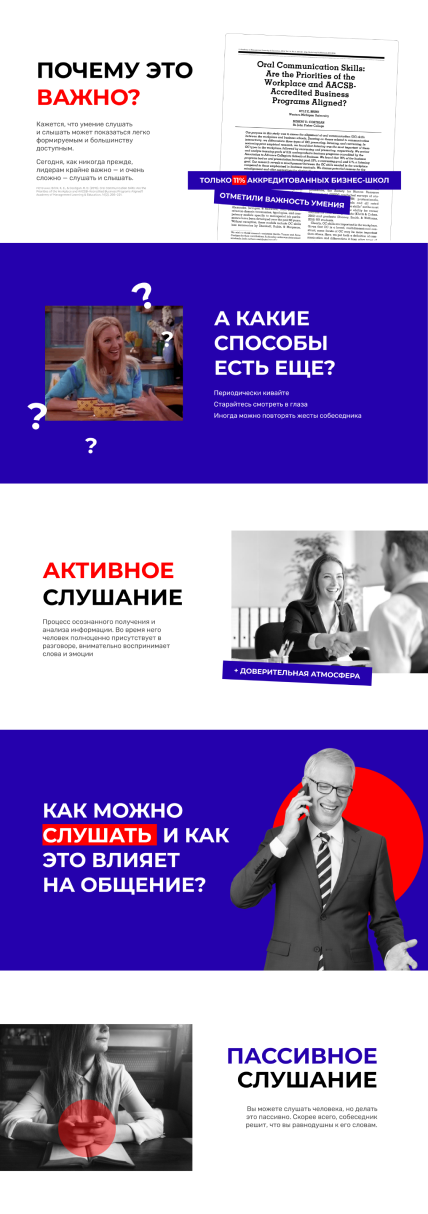 ПОЧЕМУ ЭТО
ВАЖНО?
Кажется, что умение слушать
и слышать может показаться легко
формируемым и большинству
доступным.
Сегодня, как никогда прежде,
лидерам крайне важно — и очень
сложно — слушать и слышать.
Oral Communication Skills:
Are the Priorities of the
Workplace and AACSB-
Accredited Business
Programs Aligned?
ТОЛЬКО 11% АККРЕДИТОВАННЫХ БИЗНЕС-ШКОЛ
ОТМЕТИЛИ ВАЖНОСТЬ УМЕНИЯ
?
?
?
?
А КАКИЕ
СПОСОБЫ
ЕСТЬ ЕЩЕ?
Периодически кивайте
Старайтесь смотреть в глаза
Иногда можно повторять жесты собеседника
АКТИВНОЕ
СЛУШАНИЕ
Процесс осознанного получения и
анализа информации. Во время него
человек полноценно присутствует в
разговоре, внимательно воспринимает
слова и эмоции
+ ДОВЕРИТЕЛЬНАЯ АТМОСФЕРА
КАК МОЖНО
СЛУШАТЬ И КАК
ЭТО ВЛИЯЕТ
НА ОБЩЕНИЕ?
ПАССИВНОЕ
СЛУШАНИЕ
Вы можете слушать человека, но делать
это пассивно. Скорее всего, собеседник
решит, что вы равнодушны к его словам.